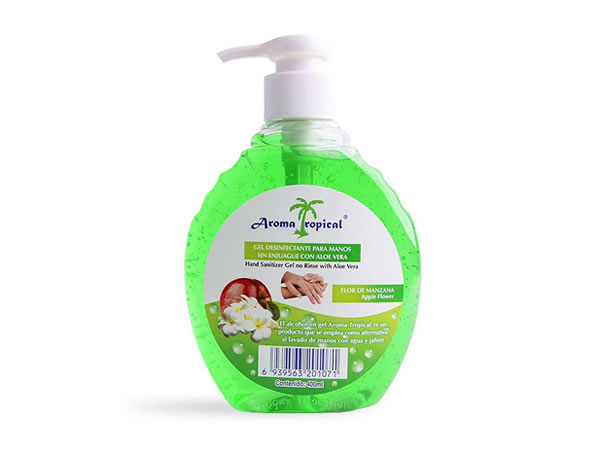 Aroma Tropical®
GEL DESINFECTANTE PARA MANOS
SIN ENJUAGUE CON ALOE VERA
Hand Sanitizer Gel no Rinse with Aloe Vera
FLOR DE MANZANA
Apple Flower
El alcohol en gel Aroma Tropical es un
producto que se emplea como alternativa
al lavado de manos con agua y jabón
6 939563 201071
Contenido: 400ml